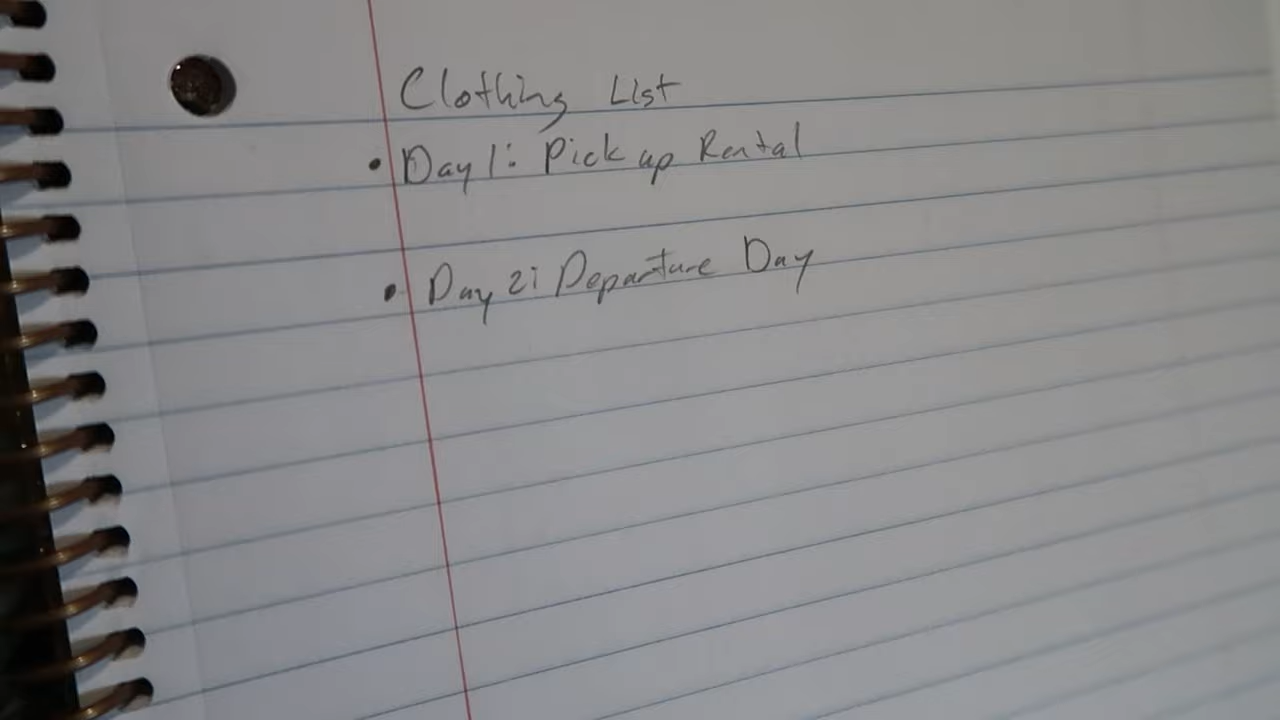 Clothing List
• Day 1: Pick up Rental
• Day 2: Departure Day